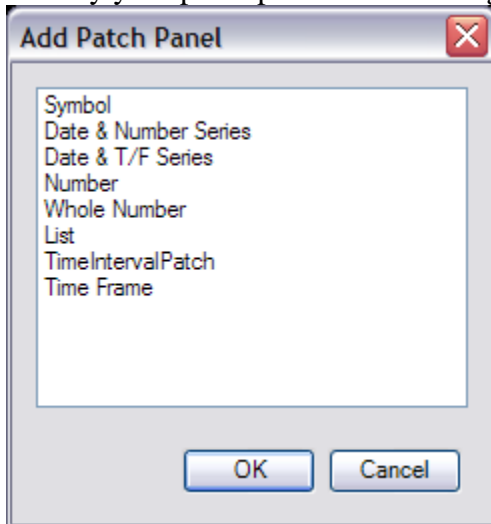 Add Patch Panel
Symbol
Date & Number Series
Date & T/F Series
Number
Whole Number
List
TimeIntervalPatch
Time Frame
OK Cancel